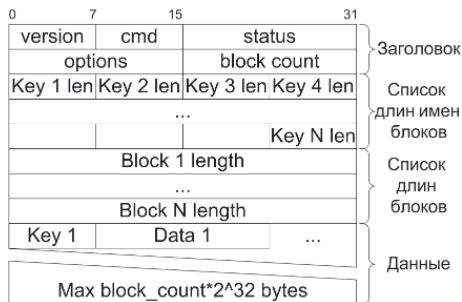 0 7 15 31
version cmd status
options block count
Заголовок
Key 1 len Key 2 len Key 3 len Key 4 len
...
Key N len
Список
длин имен
блоков
Block 1 length
...
Block N length
Список
длин
блоков
Key 1 Data 1 ...
Max block_count*2^32 bytes
Данные